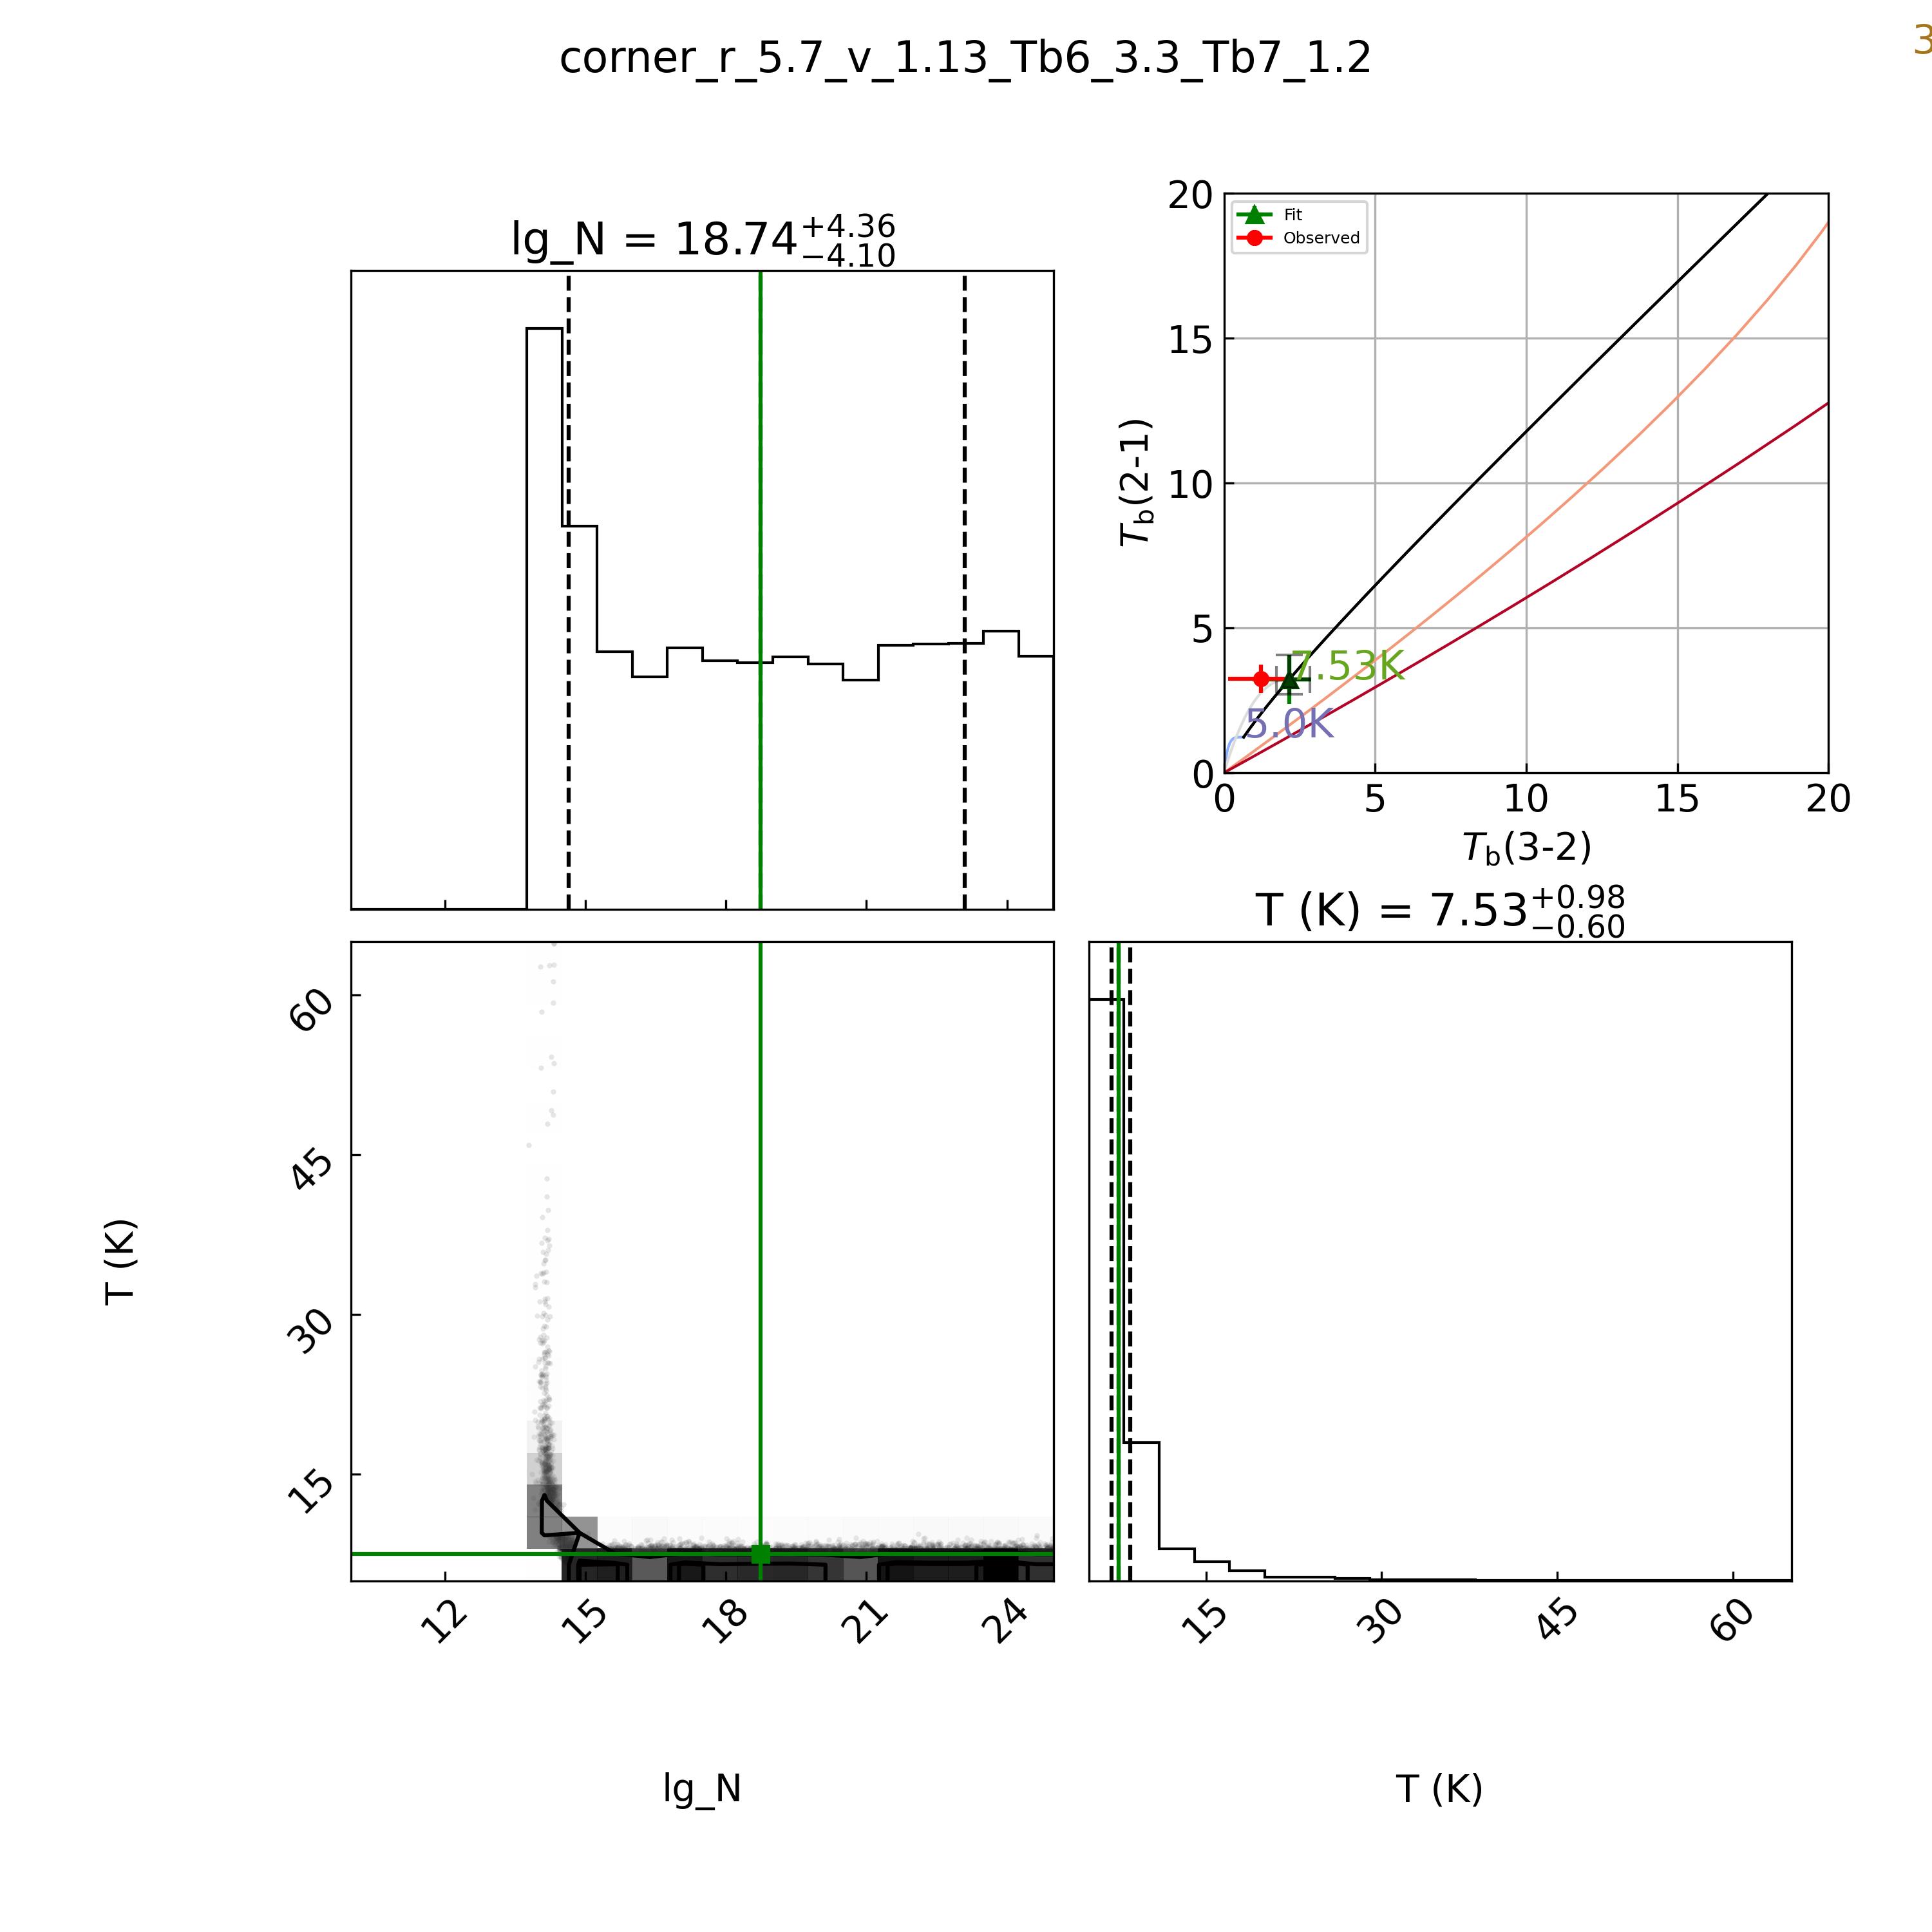 corner_r_5.7_v_1.13_Tb6_3.3_Tb7_1.2
3
lg_N = 18.74 +4.36 −4.10
20
15
10
5
0
Fit
Observed
7.53K
5.0K
T_b(2-1)
0 5 10 15 20
T_b(3-2)
T (K) = 7.53 +0.98 −0.60
60
45
30
15
T (K)
12 15 18 21 24
15 30 45 60
lg_N
T (K)